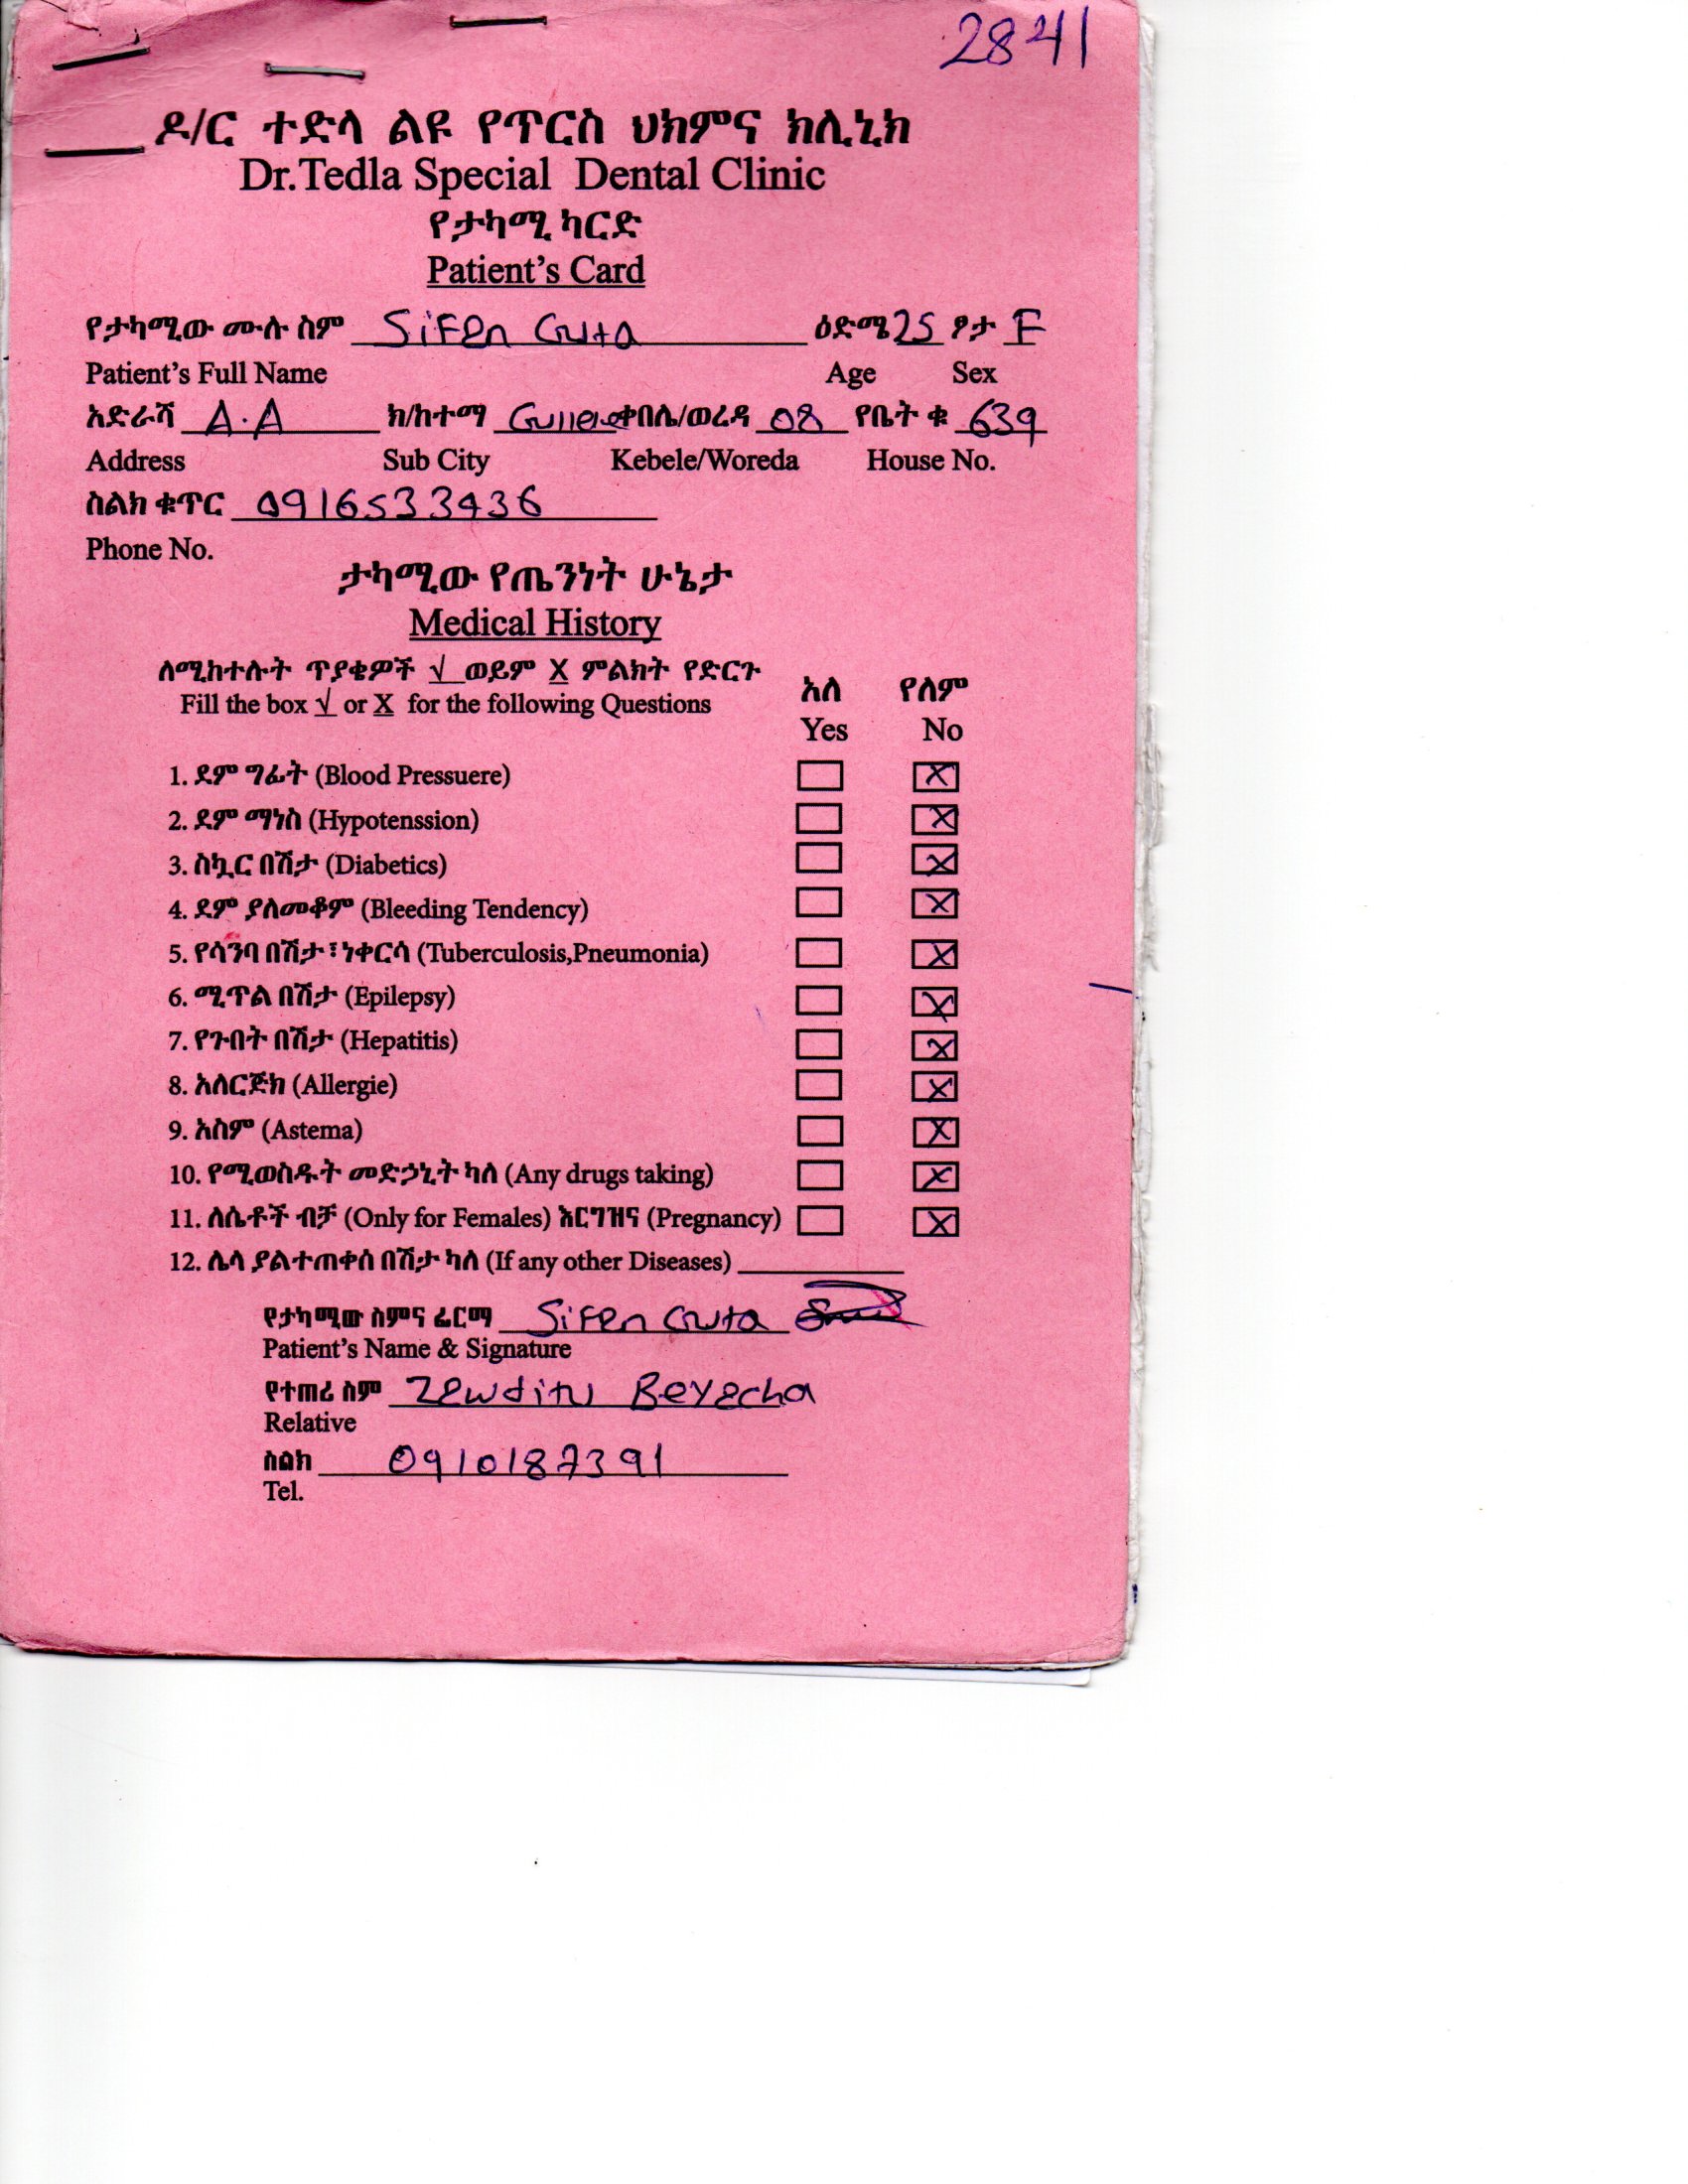 2841
ዶ/ር ተድላ ልዩ የጥርስ ህክምና ክሊኒክ
Dr.Tedla Special Dental Clinic
የታካሚ ካርድ
Patient's Card
የታካሚው ሙሉ ስም Sifen Guta ዕድሜ 25 ፆታ F
Patient's Full Name Age Sex
አድራሻ A.A ክ/ከተማ Gullele ቀበሌ/ወረዳ 08 የቤት ቁ 639
Address Sub City Kebele/Woreda House No.
ስልክ ቁጥር 0916533436
Phone No.
ታካሚው የጤንነት ሁኔታ
Medical History
ለሚከተሉት ጥያቄዎች √ ወይም X ምልክት የድርጉ
Fill the box √ or X for the following Questions
አለ የለም
Yes No
1. ደም ግፊት (Blood Pressuere) X
2. ደም ማነስ (Hypotenssion) X
3. ስኳር በሽታ (Diabetics) X
4. ደም ያለመቆም (Bleeding Tendency) X
5. የሳንባ በሽታ፣ነቀርሳ (Tuberculosis,Pneumonia) X
6. ሚጥል በሽታ (Epilepsy) X
7. የጉበት በሽታ (Hepatitis) X
8. አለርጅክ (Allergie) X
9. አስም (Astema) X
10. የሚወስዱት መድኃኒት ካለ (Any drugs taking) X
11. ለሴቶች ብቻ (Only for Females) እርግዝና (Pregnancy) X
12. ሌላ ያልተጠቀሰ በሽታ ካለ (If any other Diseases)
የታካሚው ስምና ፊርማ Sifen Guta
Patient's Name & Signature
የተጠሪ ስም Zewditu Beyecha
Relative
ስልክ 0910187391
Tel.